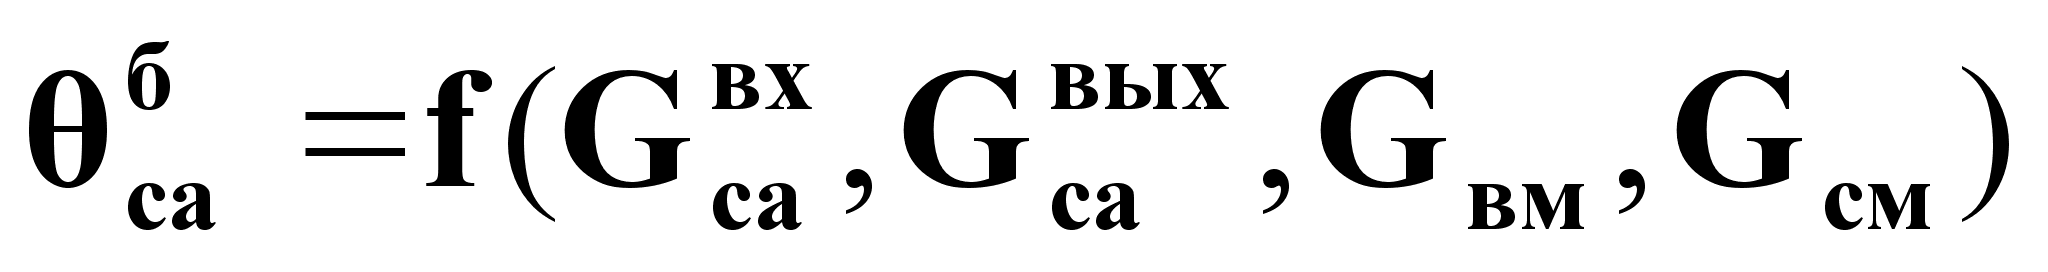 θ^б_са = f(G^вх_са, G^вых_са, G_вм, G_см)